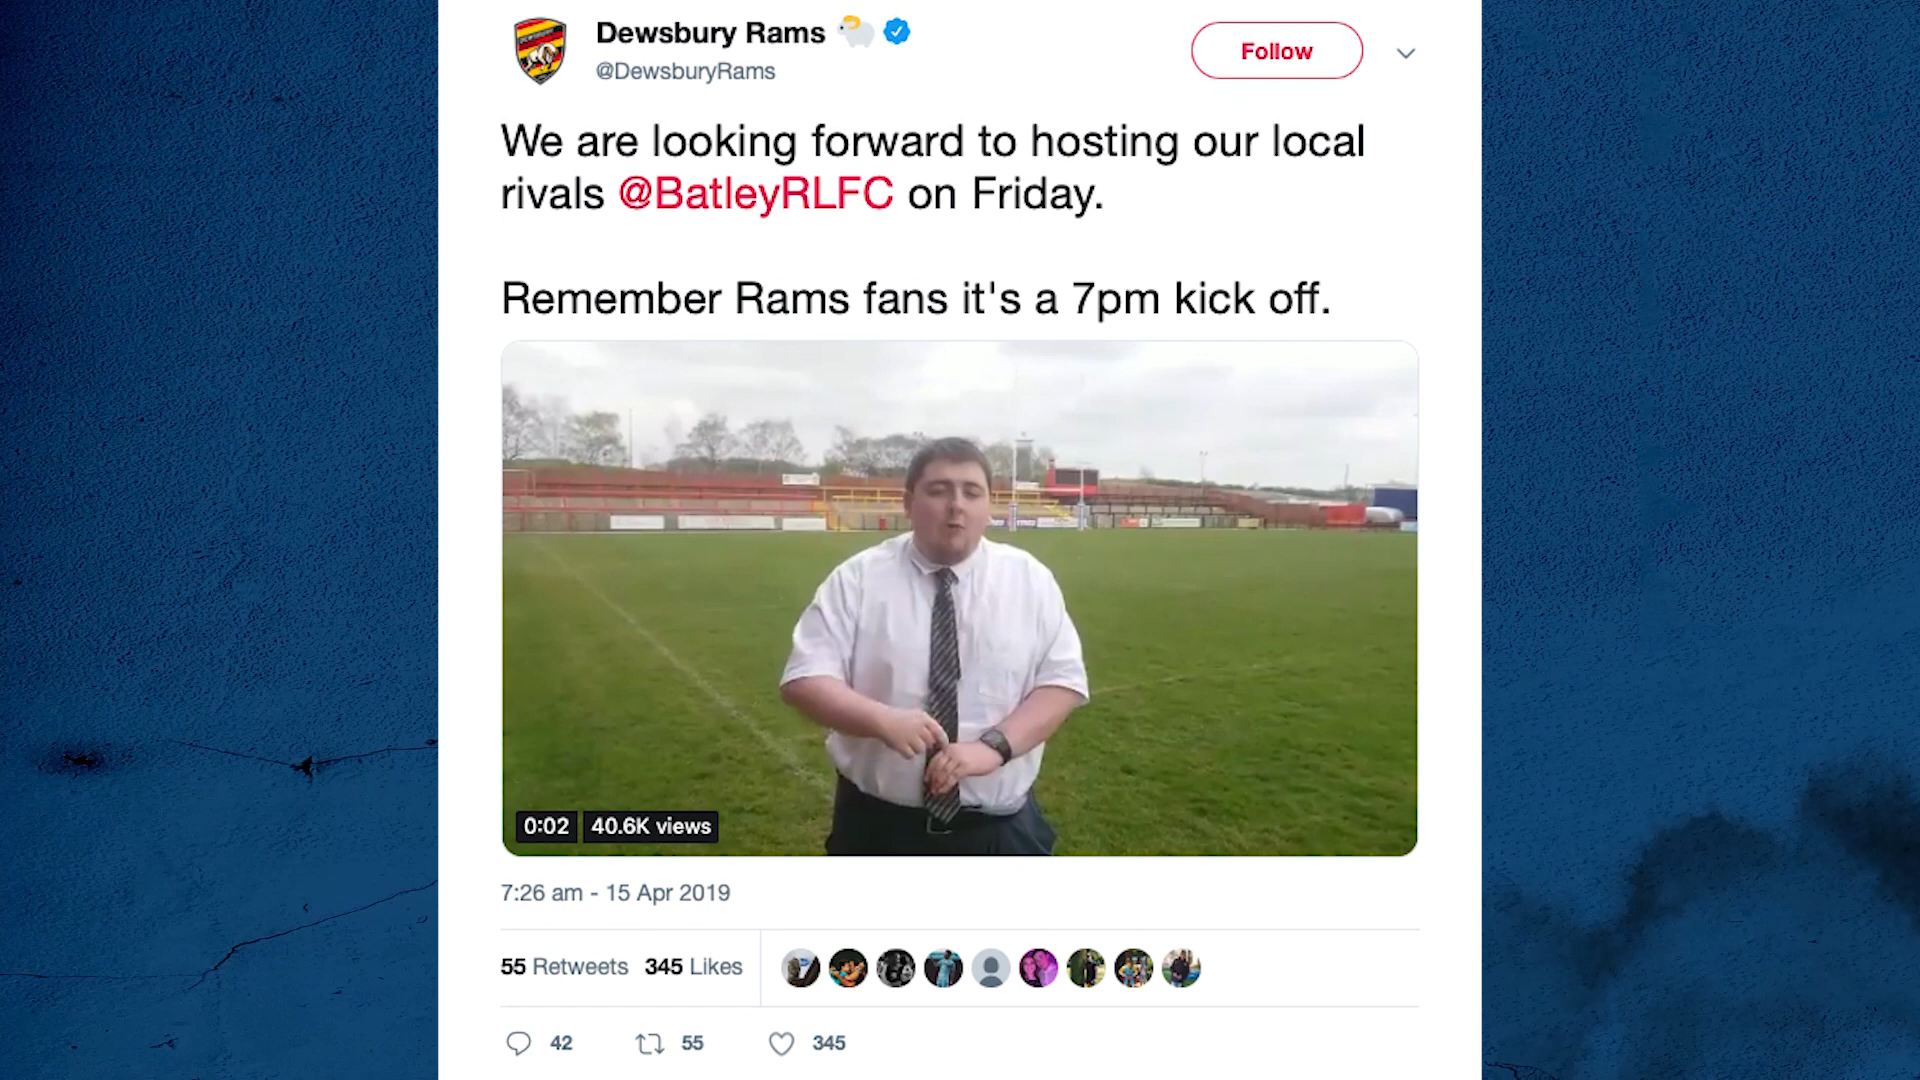 Dewsbury Rams
@DewsburyRams
Follow
We are looking forward to hosting our local
rivals @BatleyRLFC on Friday.
Remember Rams fans it's a 7pm kick off.
0:02 40.6K views
7:26 am - 15 Apr 2019
55 Retweets 345 Likes
42 55 345